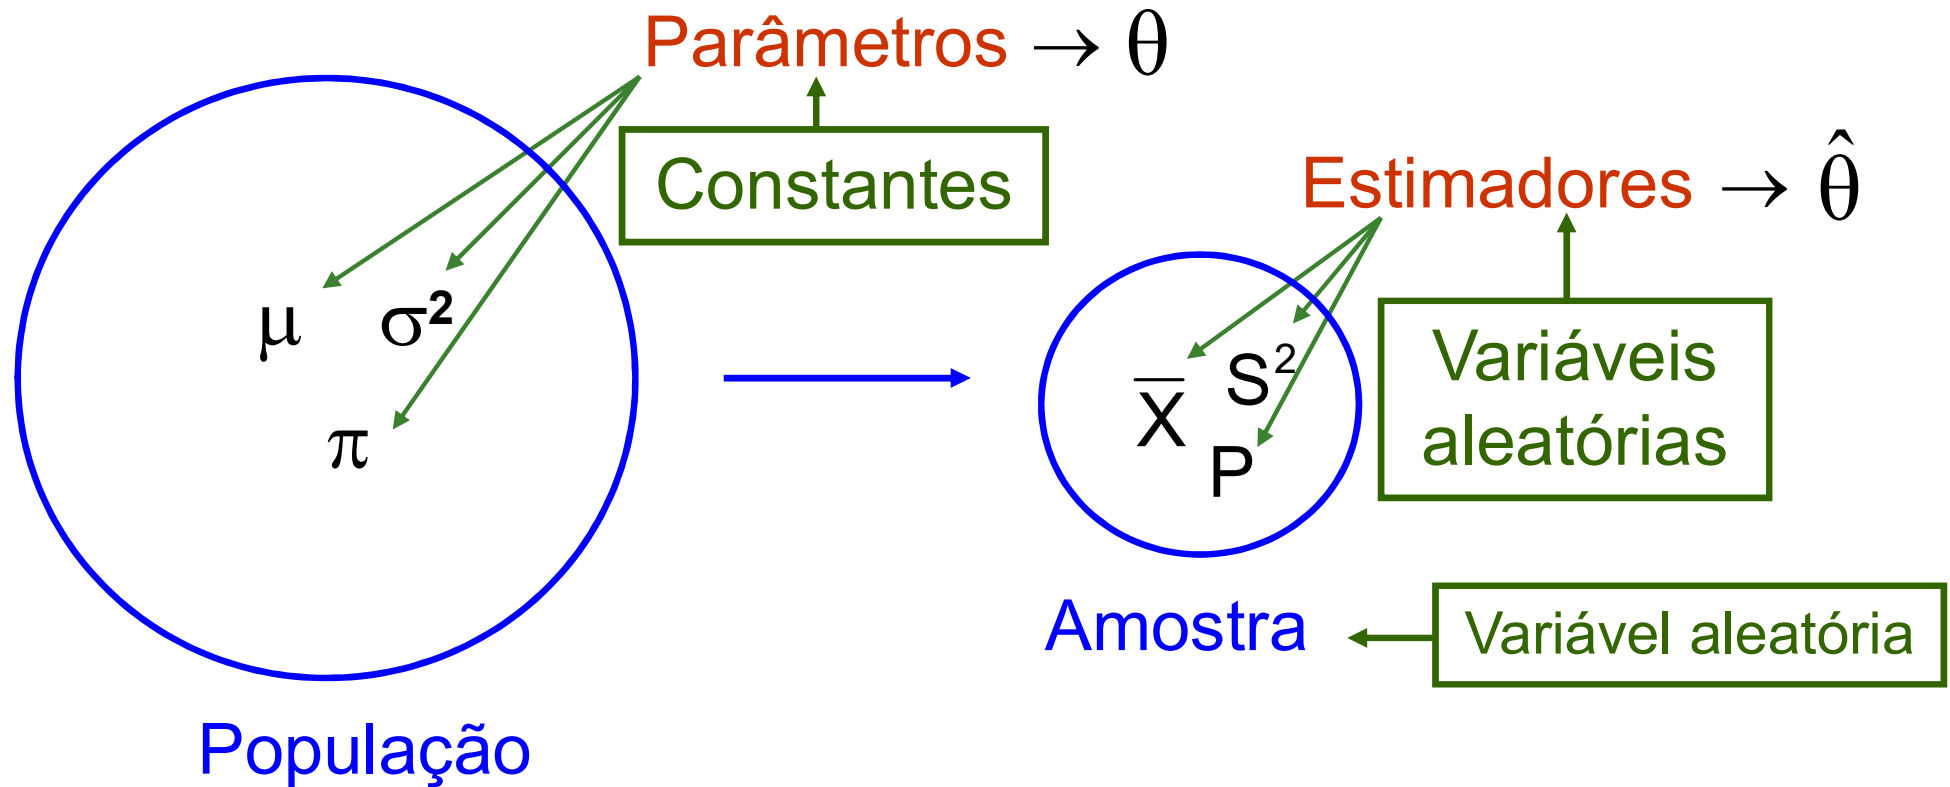 Parâmetros → θ
Constantes
Estimadores → θ̂
μ σ²
π
X̅ S²
P
Variáveis
aleatórias
Amostra
Variável aleatória
População